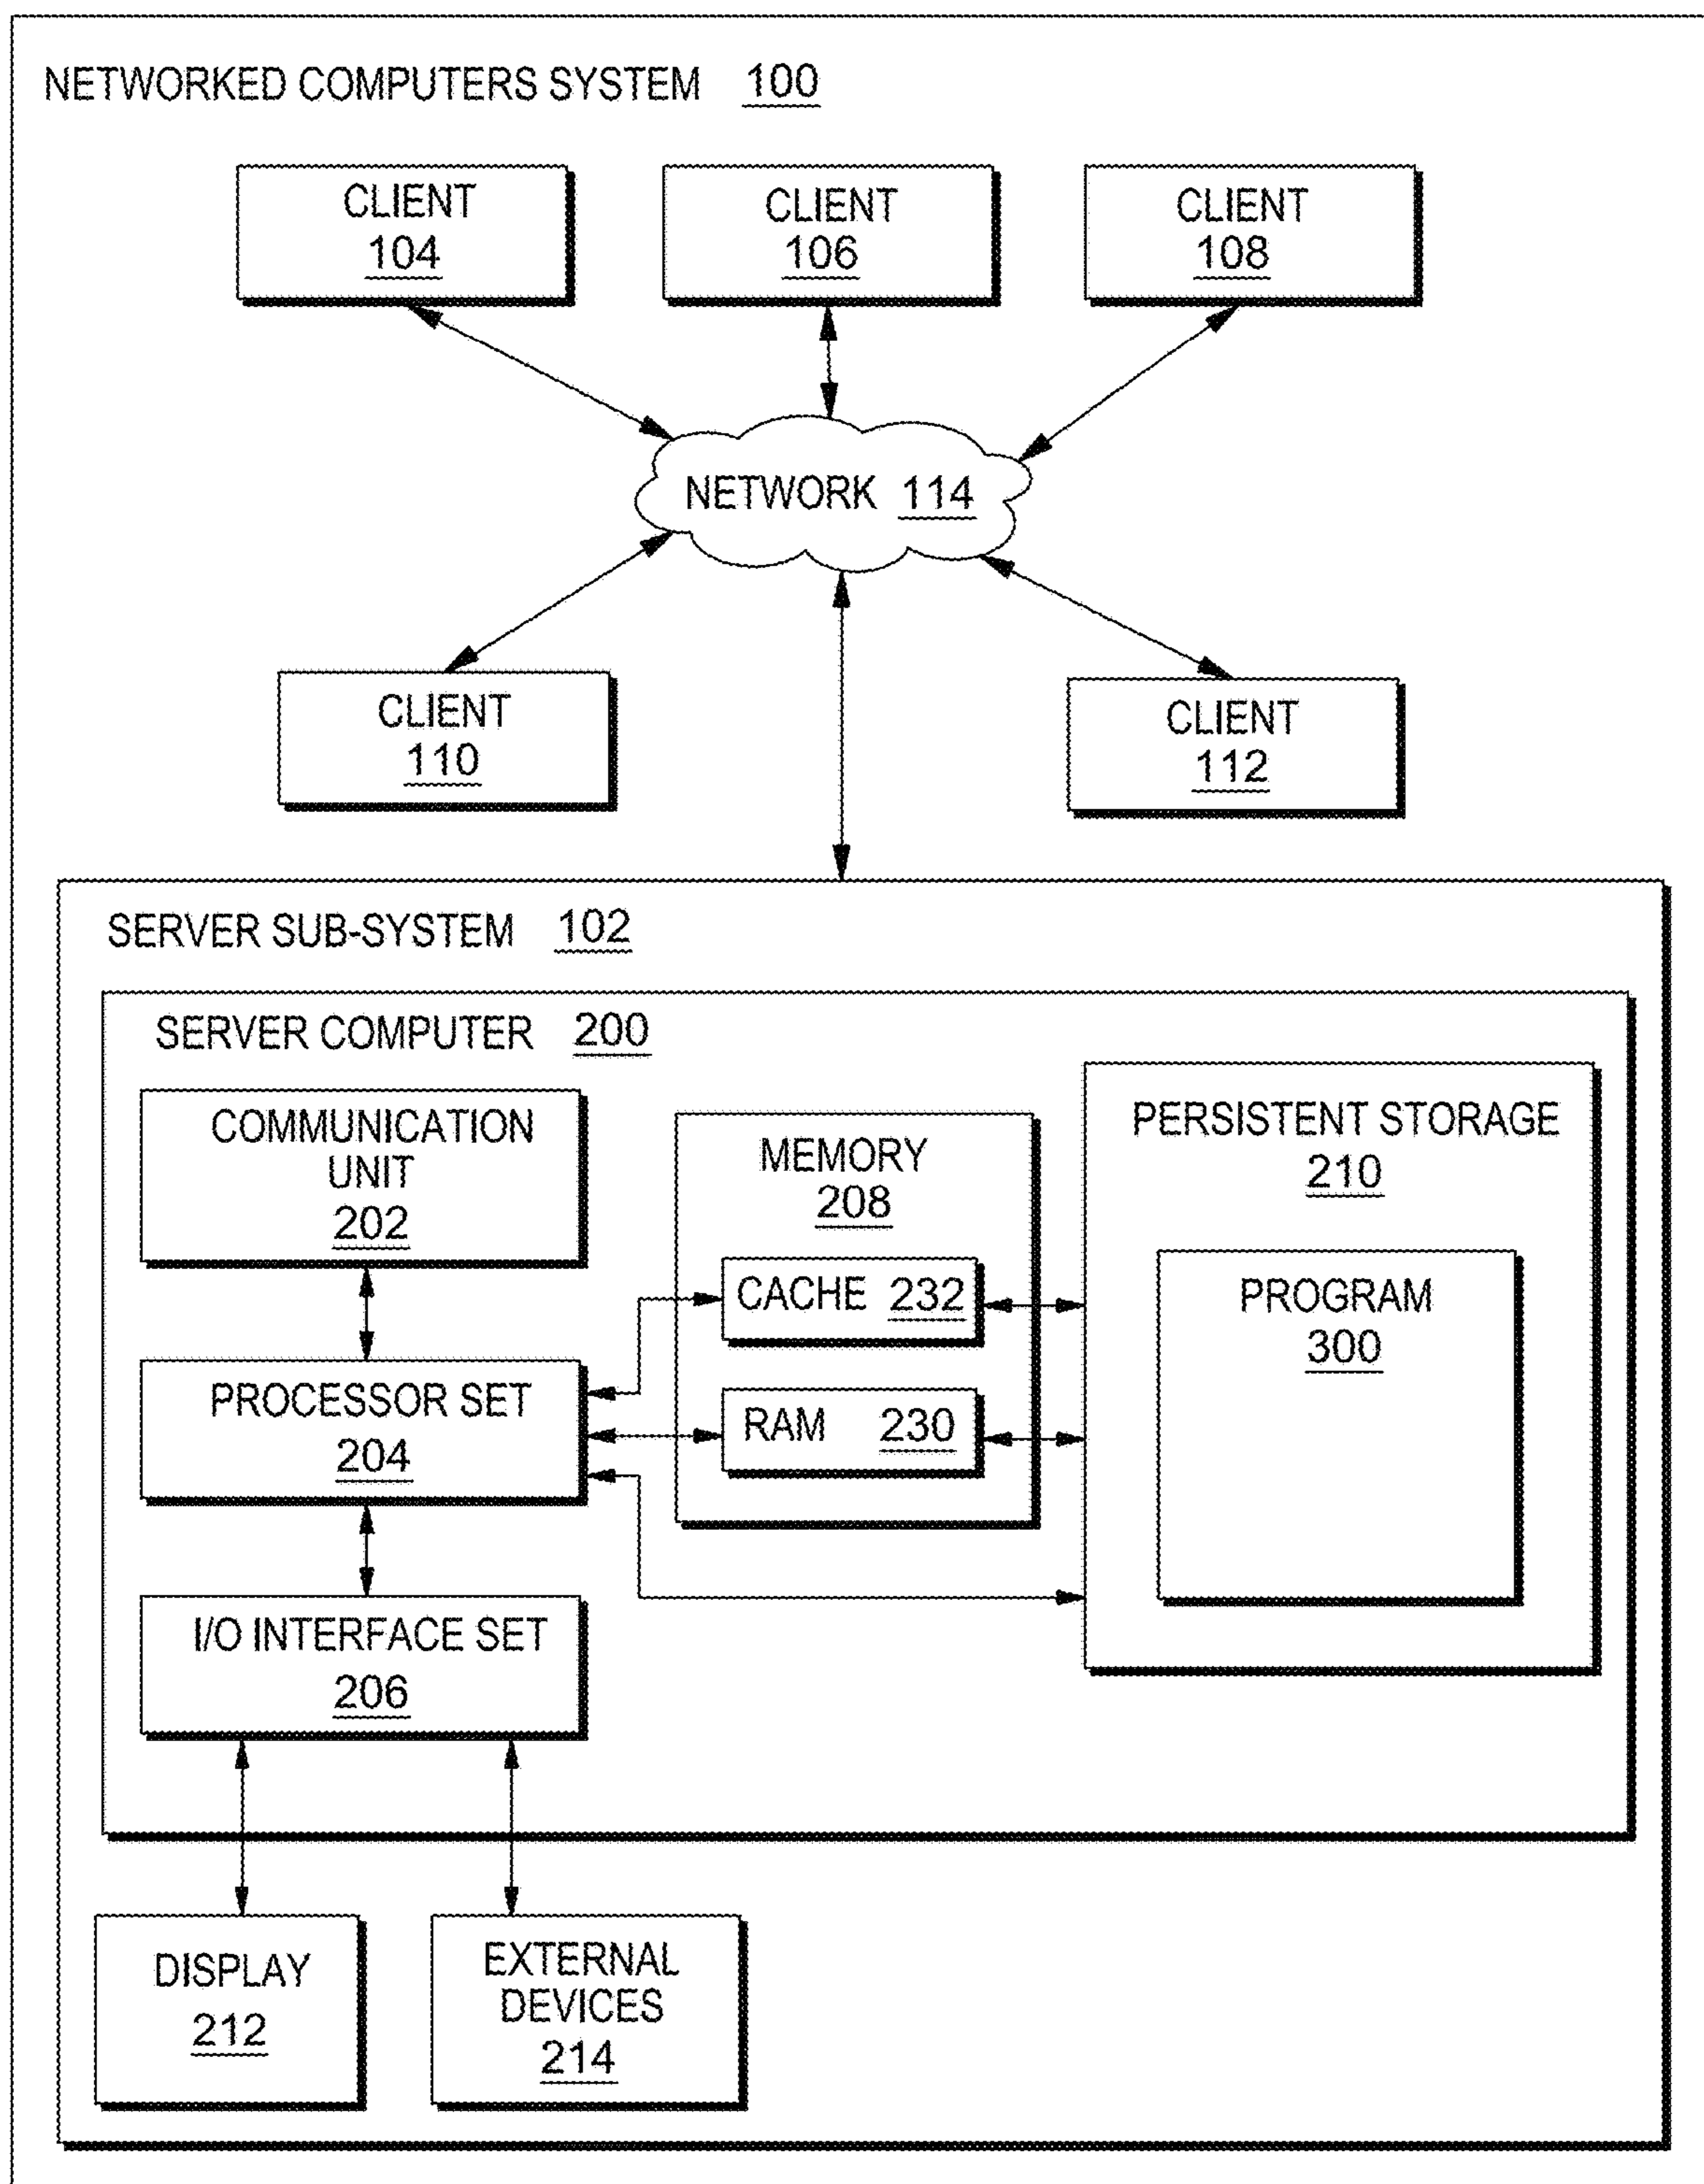 NETWORKED COMPUTERS SYSTEM 100
CLIENT
104
CLIENT
106
CLIENT
108
NETWORK 114
CLIENT
110
CLIENT
112
SERVER SUB-SYSTEM 102
SERVER COMPUTER 200
COMMUNICATION
UNIT
202
PROCESSOR SET
204
I/O INTERFACE SET
206
MEMORY
208
CACHE 232
RAM 230
PERSISTENT STORAGE
210
PROGRAM
300
DISPLAY
212
EXTERNAL
DEVICES
214